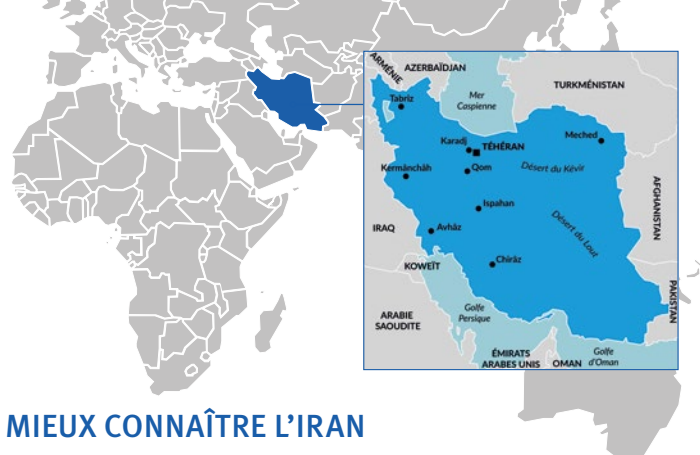 ARMÉNIE
AZERBAÏDJAN
TURKMÉNISTAN
Tabriz
Mer
Caspienne
Karadj
TÉHÉRAN
Meched
Kermânchâh
Qom
Désert du Kévir
AFGHANISTAN
Ispahan
Désert du Lout
IRAQ
Avhâz
KOWEÏT
Chirâz
PAKISTAN
ARABIE
SAOUDITE
Golfe
Persique
ÉMIRATS
ARABES UNIS
OMAN
Golfe
d'Oman
MIEUX CONNAÎTRE L'IRAN